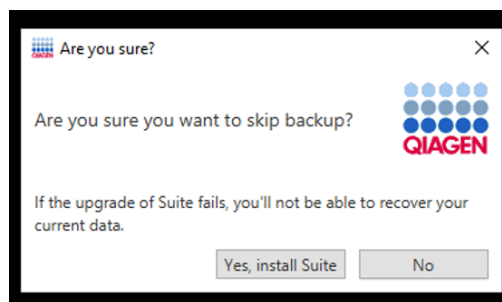 QIAGEN Are you sure?
Are you sure you want to skip backup?
QIAGEN
If the upgrade of Suite fails, you'll not be able to recover your
current data.
Yes, install Suite
No